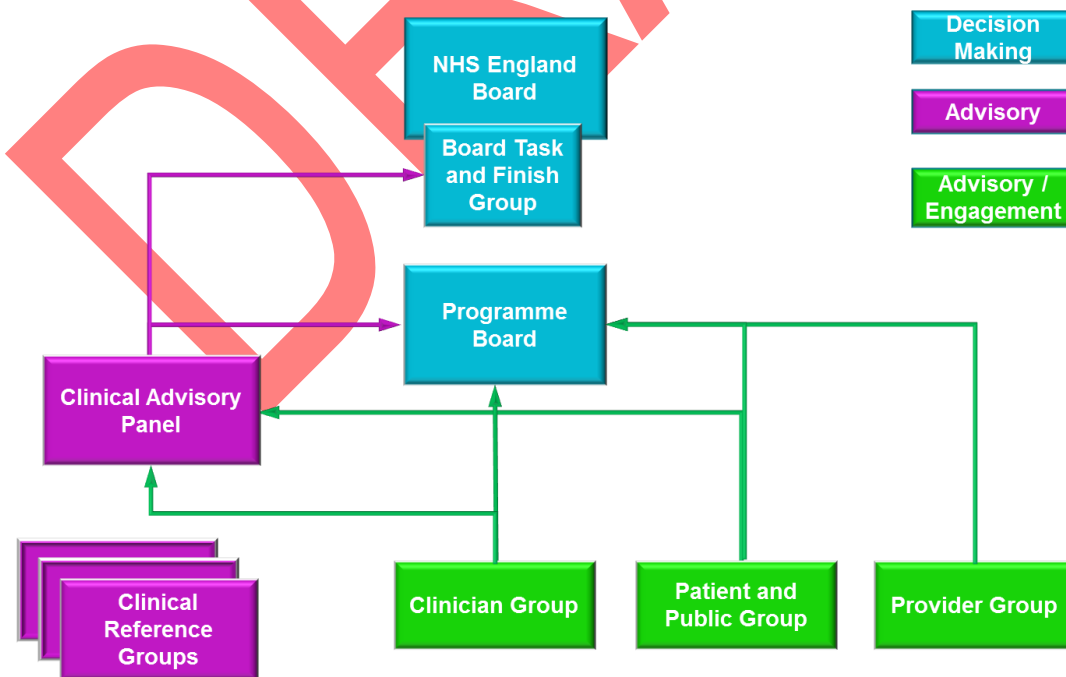 NHS England
Board
Board Task
and Finish
Group
Decision
Making
Advisory
Advisory /
Engagement
Programme
Board
Clinical Advisory
Panel
Clinical
Reference
Groups
Clinician Group
Patient and
Public Group
Provider Group